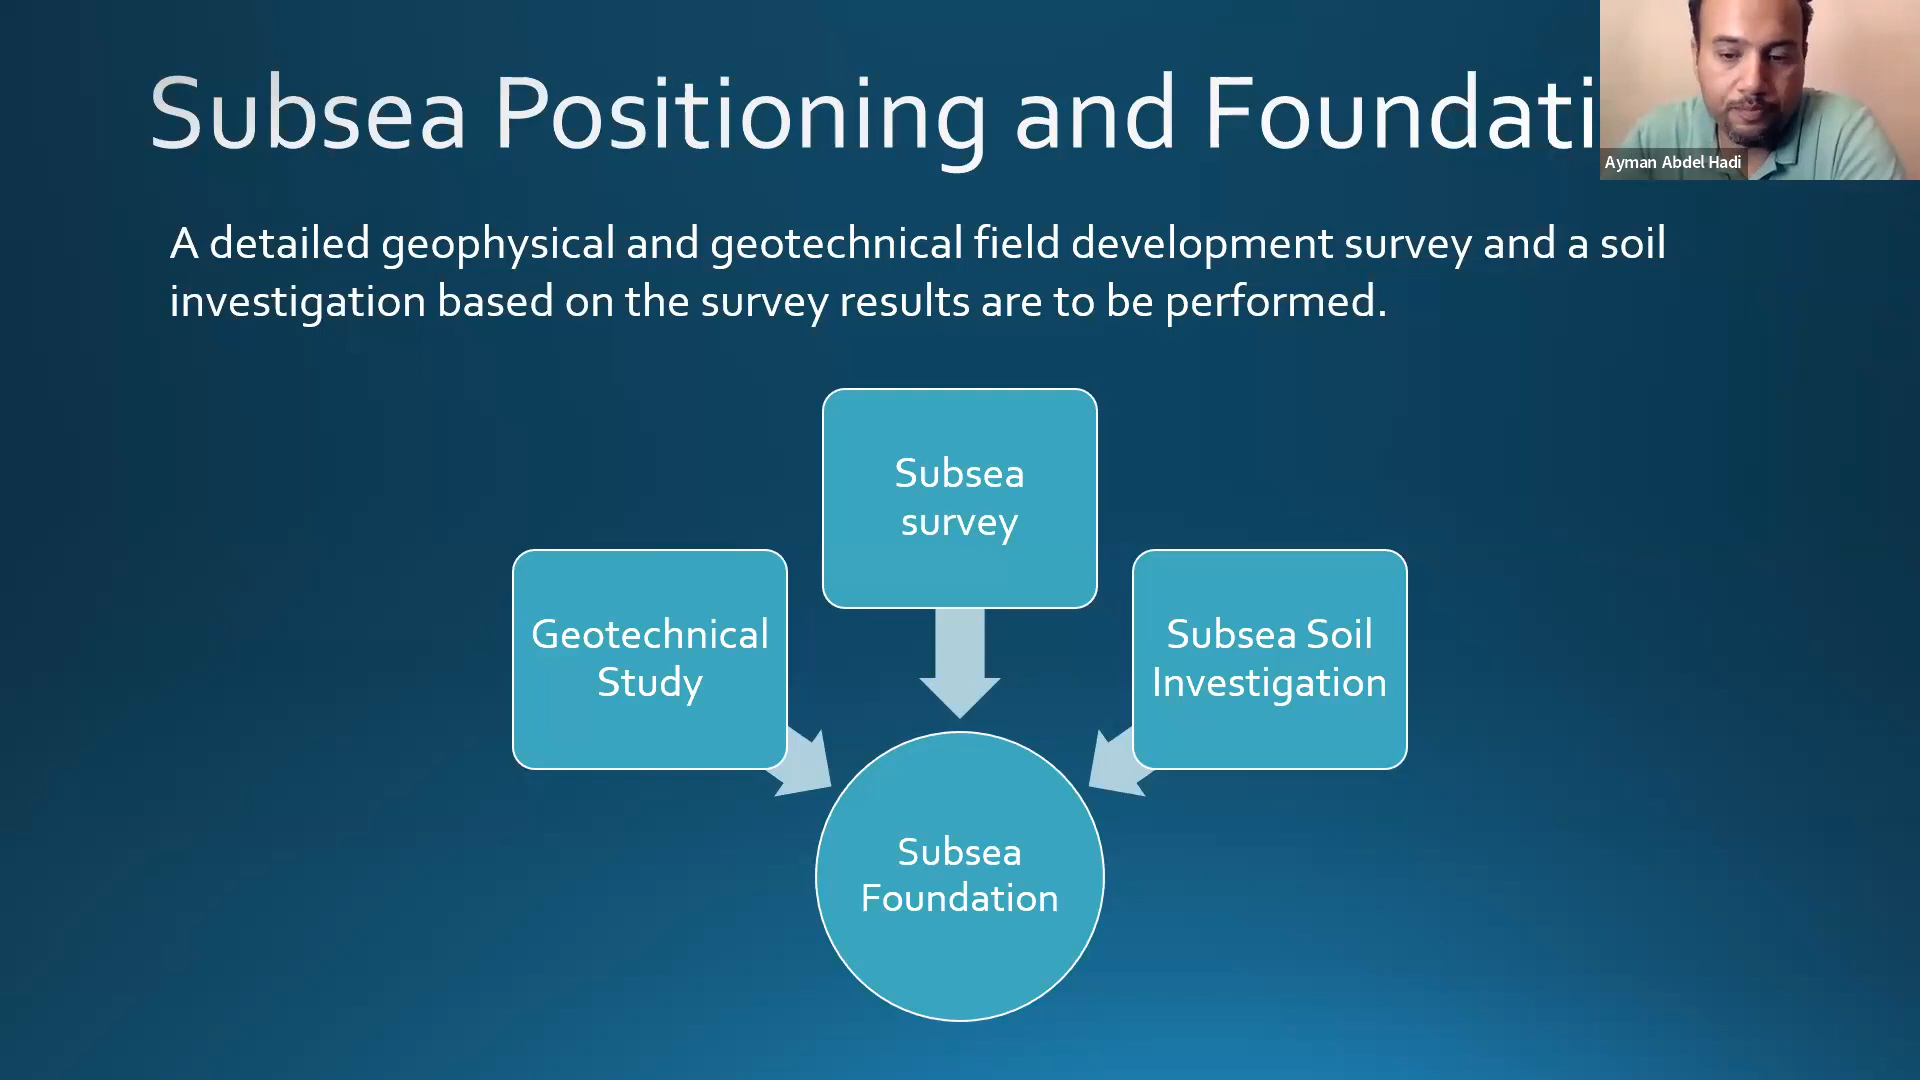 Subsea Positioning and Foundati
Ayman Abdel Hadi
A detailed geophysical and geotechnical field development survey and a soil
investigation based on the survey results are to be performed.
Subsea
survey
Geotechnical
Study
Subsea Soil
Investigation
Subsea
Foundation